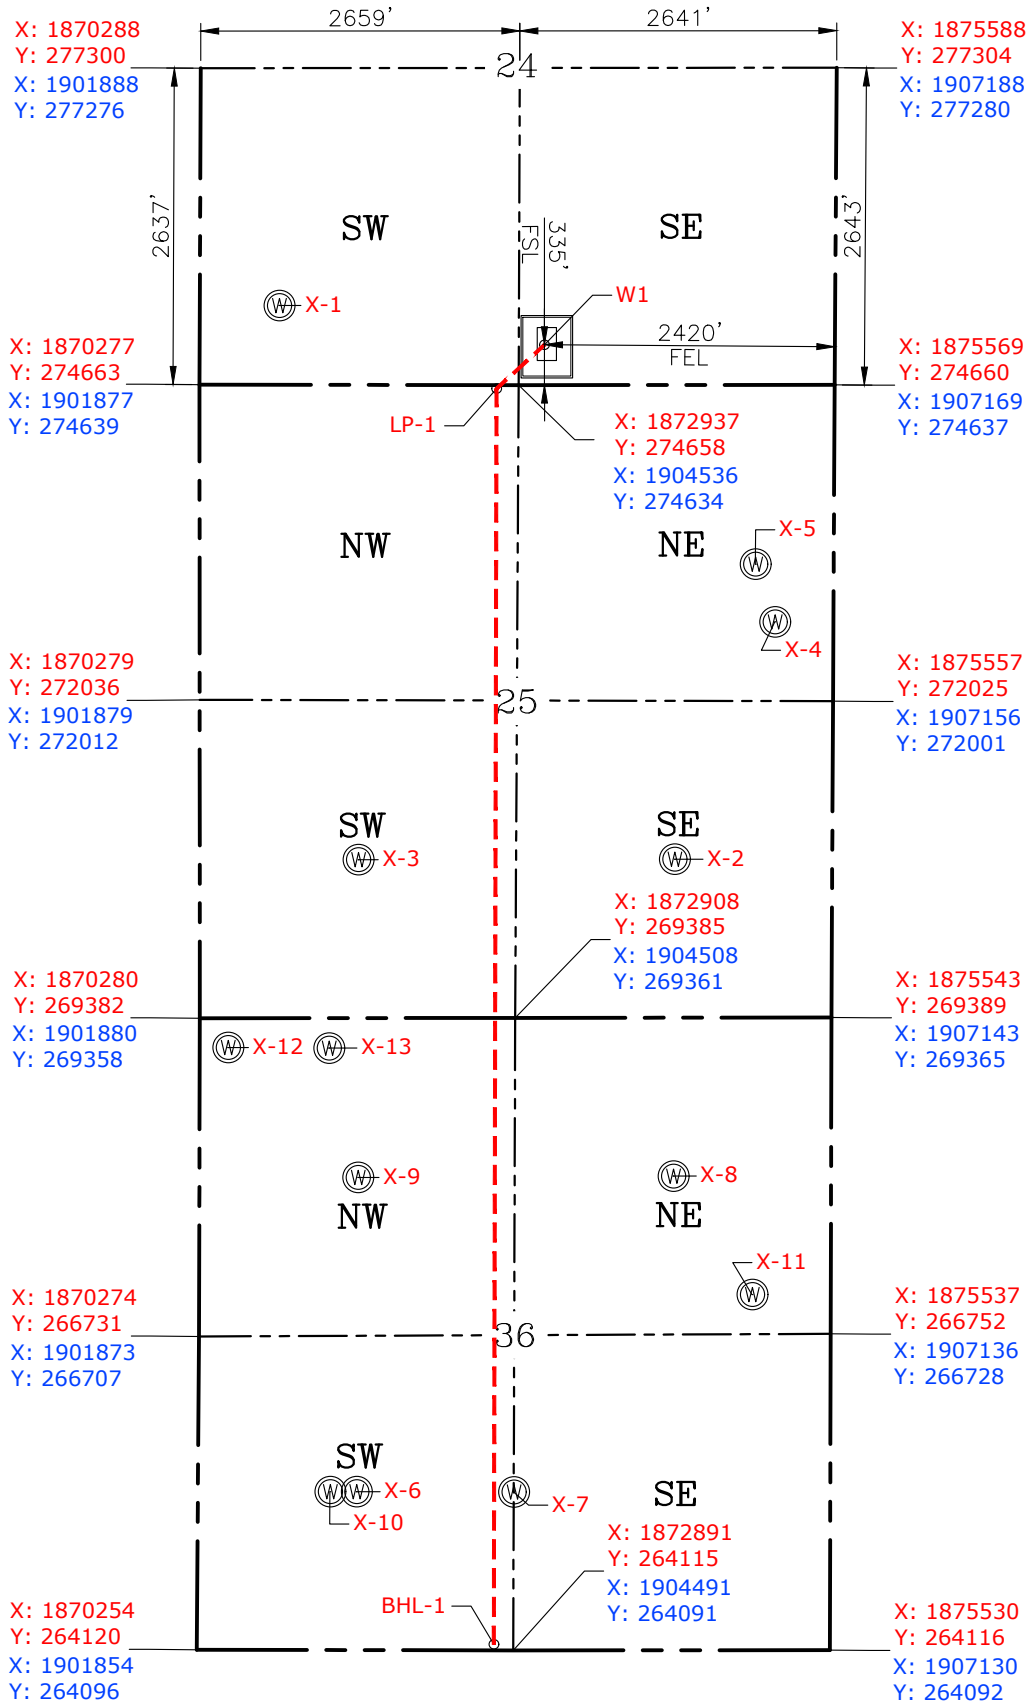 2659'
2641'
X: 1870288
Y: 277300
X: 1901888
Y: 277276
X: 1875588
Y: 277304
X: 1907188
Y: 277280
24
2637'
2643'
SW
SE
335'
FSL
X-1
W1
2420'
FEL
X: 1870277
Y: 274663
X: 1901877
Y: 274639
X: 1875569
Y: 274660
X: 1907169
Y: 274637
LP-1
X: 1872937
Y: 274658
X: 1904536
Y: 274634
NW
NE
W X-5
W X-4
X: 1870279
Y: 272036
X: 1901879
Y: 272012
X: 1875557
Y: 272025
X: 1907156
Y: 272001
25
SW
SE
W X-3
W X-2
X: 1872908
Y: 269385
X: 1904508
Y: 269361
X: 1870280
Y: 269382
X: 1901880
Y: 269358
X: 1875543
Y: 269389
X: 1907143
Y: 269365
W X-12
W X-13
W X-9
W X-8
NW
NE
W X-11
X: 1870274
Y: 266731
X: 1901873
Y: 266707
X: 1875537
Y: 266752
X: 1907136
Y: 266728
36
SW
SE
W W X-6
X-10
W X-7
X: 1872891
Y: 264115
X: 1904491
Y: 264091
BHL-1
X: 1870254
Y: 264120
X: 1901854
Y: 264096
X: 1875530
Y: 264116
X: 1907130
Y: 264092